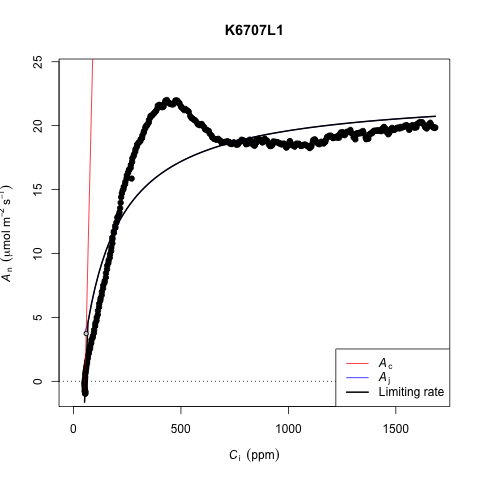 K6707L1
25
20
15
10
5
0
Aₙ (μmol m⁻² s⁻¹)
0 500 1000 1500
Cᵢ (ppm)
A꜀
Aⱼ
Limiting rate